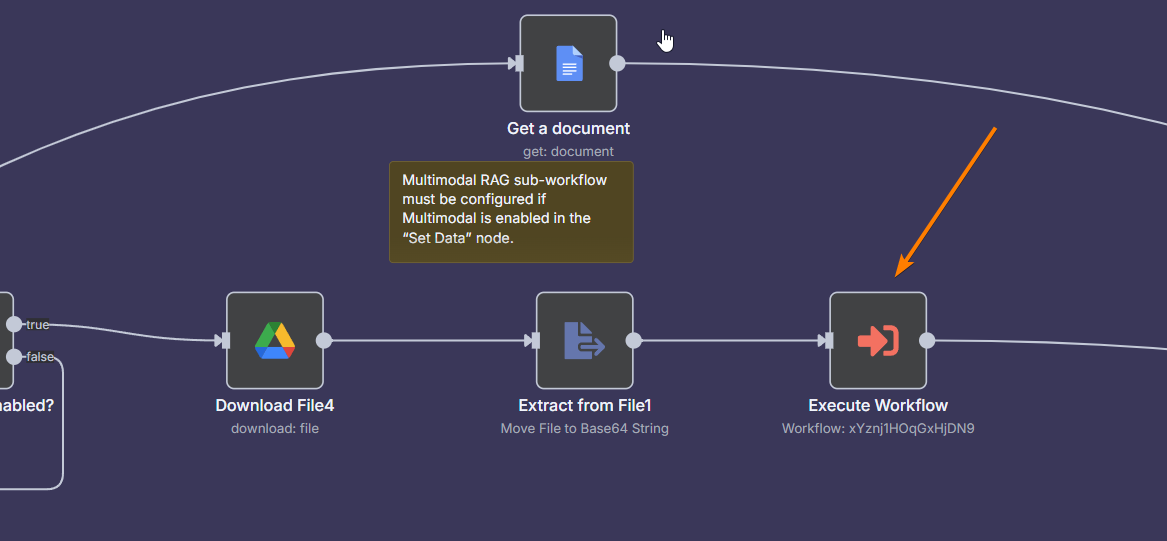 Get a document
get: document
Multimodal RAG sub-workflow
must be configured if
Multimodal is enabled in the
“Set Data” node.
true
false
nabled?
Download File4
download: file
Extract from File1
Move File to Base64 String
Execute Workflow
Workflow: xYznj1HOqGxHjDN9